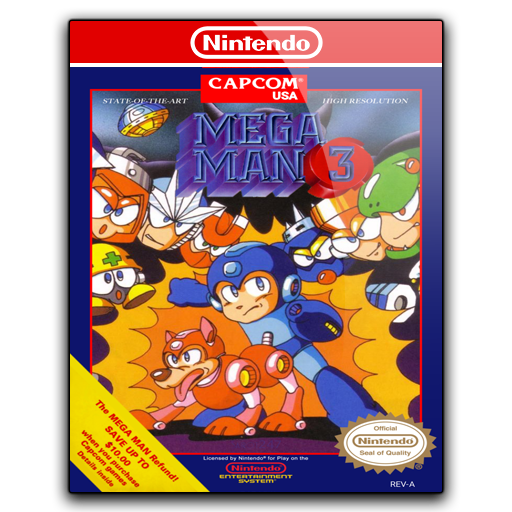 Nintendo
CAPCOM®
USA
STATE-OF-THE-ART
HIGH RESOLUTION
MEGA
MAN 3
The MEGA MAN Refund!
SAVE UP TO
$10.00
when you purchase
Capcom games
Details inside
Licensed by Nintendo® for Play on the
Nintendo
ENTERTAINMENT
SYSTEM®
Official
Nintendo
Seal of Quality
REV-A